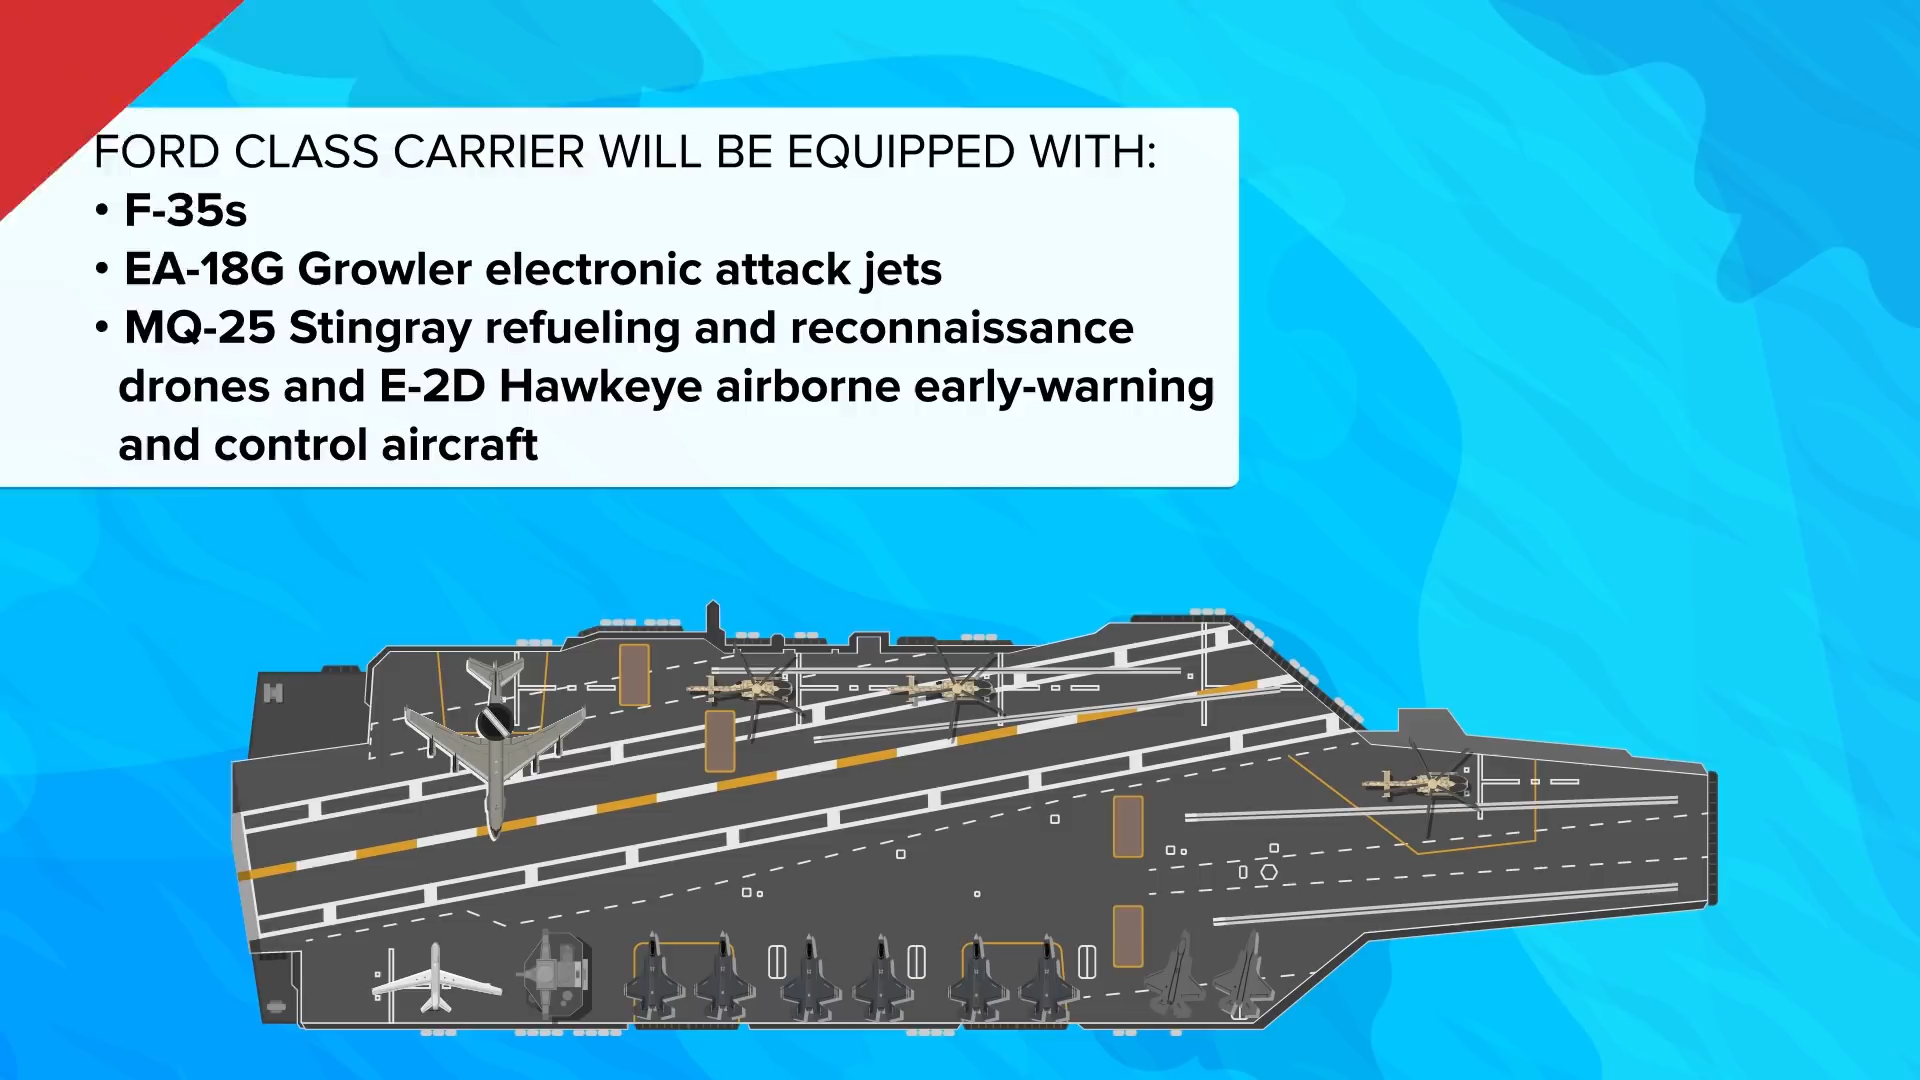 FORD CLASS CARRIER WILL BE EQUIPPED WITH:
• F-35s
• EA-18G Growler electronic attack jets
• MQ-25 Stingray refueling and reconnaissance
drones and E-2D Hawkeye airborne early-warning
and control aircraft